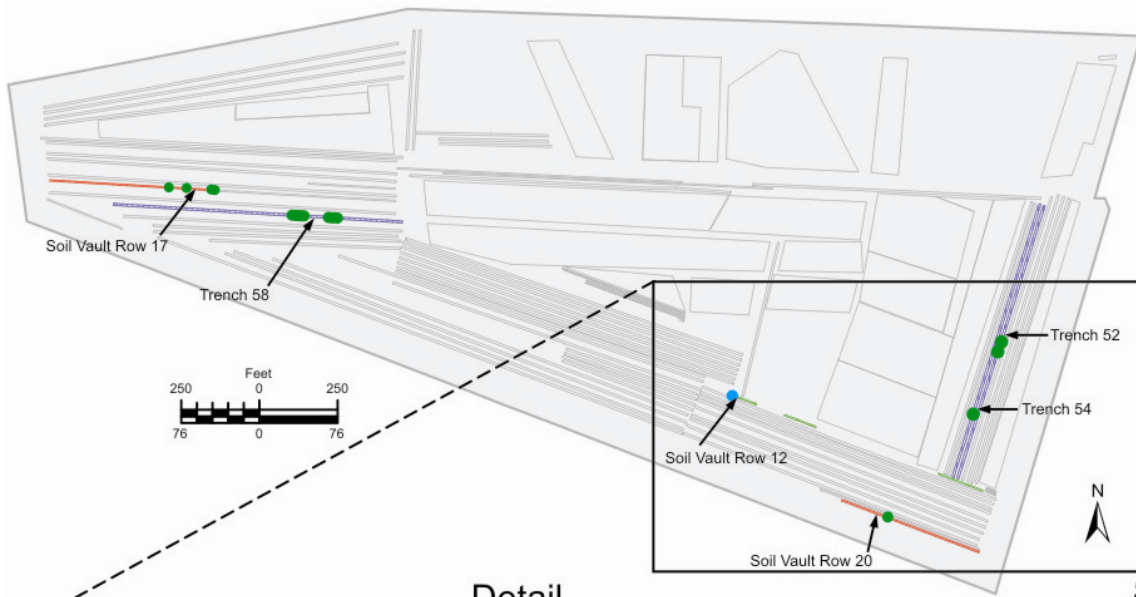 Soil Vault Row 17
Trench 58
Feet
250 0 250
76 0 76
Trench 52
Trench 54
Soil Vault Row 12
N
Soil Vault Row 20
Detail